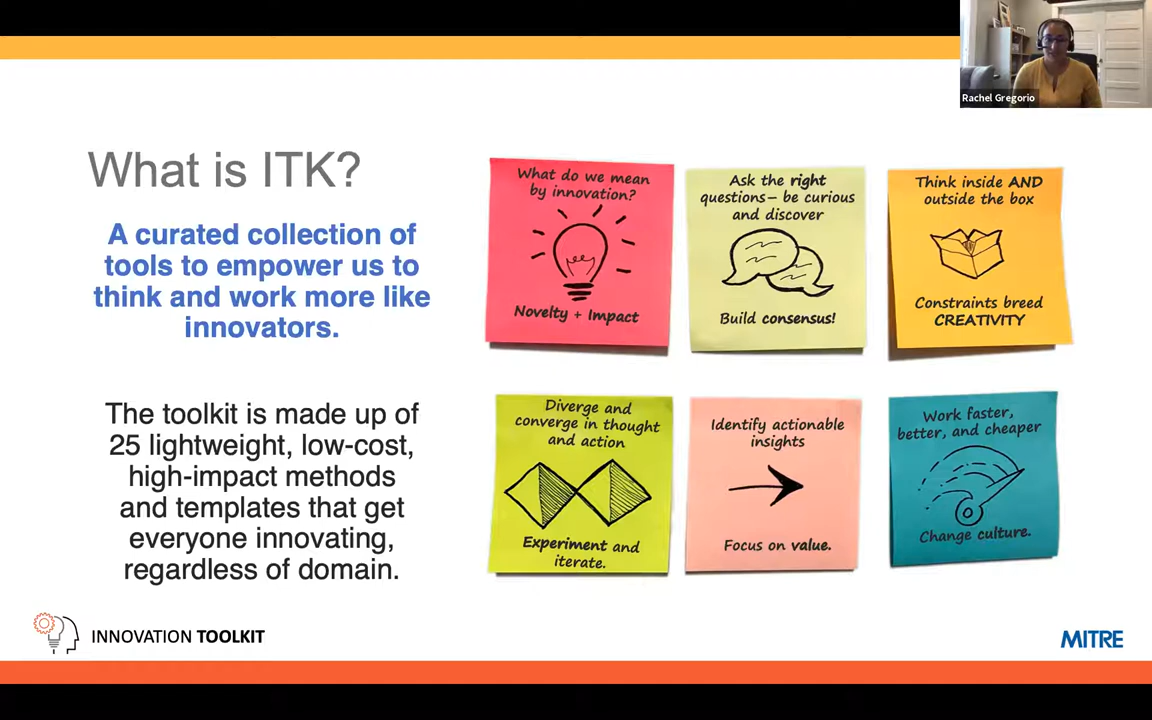 Rachel Gregorio
What is ITK?
A curated collection of
tools to empower us to
think and work more like
innovators.
The toolkit is made up of
25 lightweight, low-cost,
high-impact methods
and templates that get
everyone innovating,
regardless of domain.
What do we mean
by innovation?
Novelty + Impact
Ask the right
questions– be curious
and discover
Build consensus!
Think inside AND
outside the box
Constraints breed
CREATIVITY
Diverge and
converge in thought
and action
Experiment and
iterate.
Identify actionable
insights
Focus on value.
Work faster,
better, and cheaper
Change culture.
INNOVATION TOOLKIT
MITRE